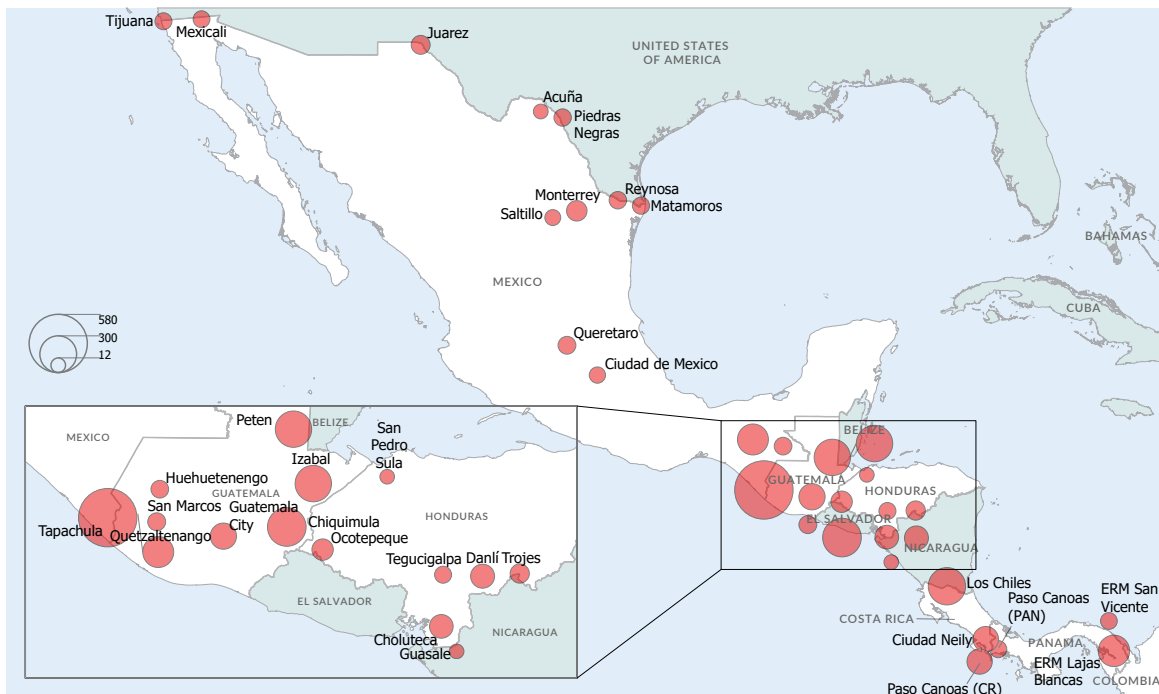 Tijuana
Mexicali
Juarez
UNITED STATES
OF AMERICA
Acuña
Piedras
Negras
Reynosa
Monterrey
Matamoros
Saltillo
BAHAMAS
MEXICO
CUBA
580
300
12
Queretaro
Ciudad de Mexico
Peten
BELIZE
San
Pedro
Sula
MEXICO
Izabal
Huehuetenengo
GUATEMALA
San Marcos
Guatemala
City
Tapachula
Quetzaltenango
Chiquimula
Ocotepeque
HONDURAS
Tegucigalpa
Danlí
Trojes
EL SALVADOR
Choluteca
Guasale
NICARAGUA
BELIZE
GUATEMALA
HONDURAS
EL SALVADOR
NICARAGUA
Los Chiles
Paso Canoas
(PAN)
ERM San
Vicente
COSTA RICA
Ciudad Neily
PANAMA
ERM Lajas
Blancas
COLOMBIA
Paso Canoas (CR)